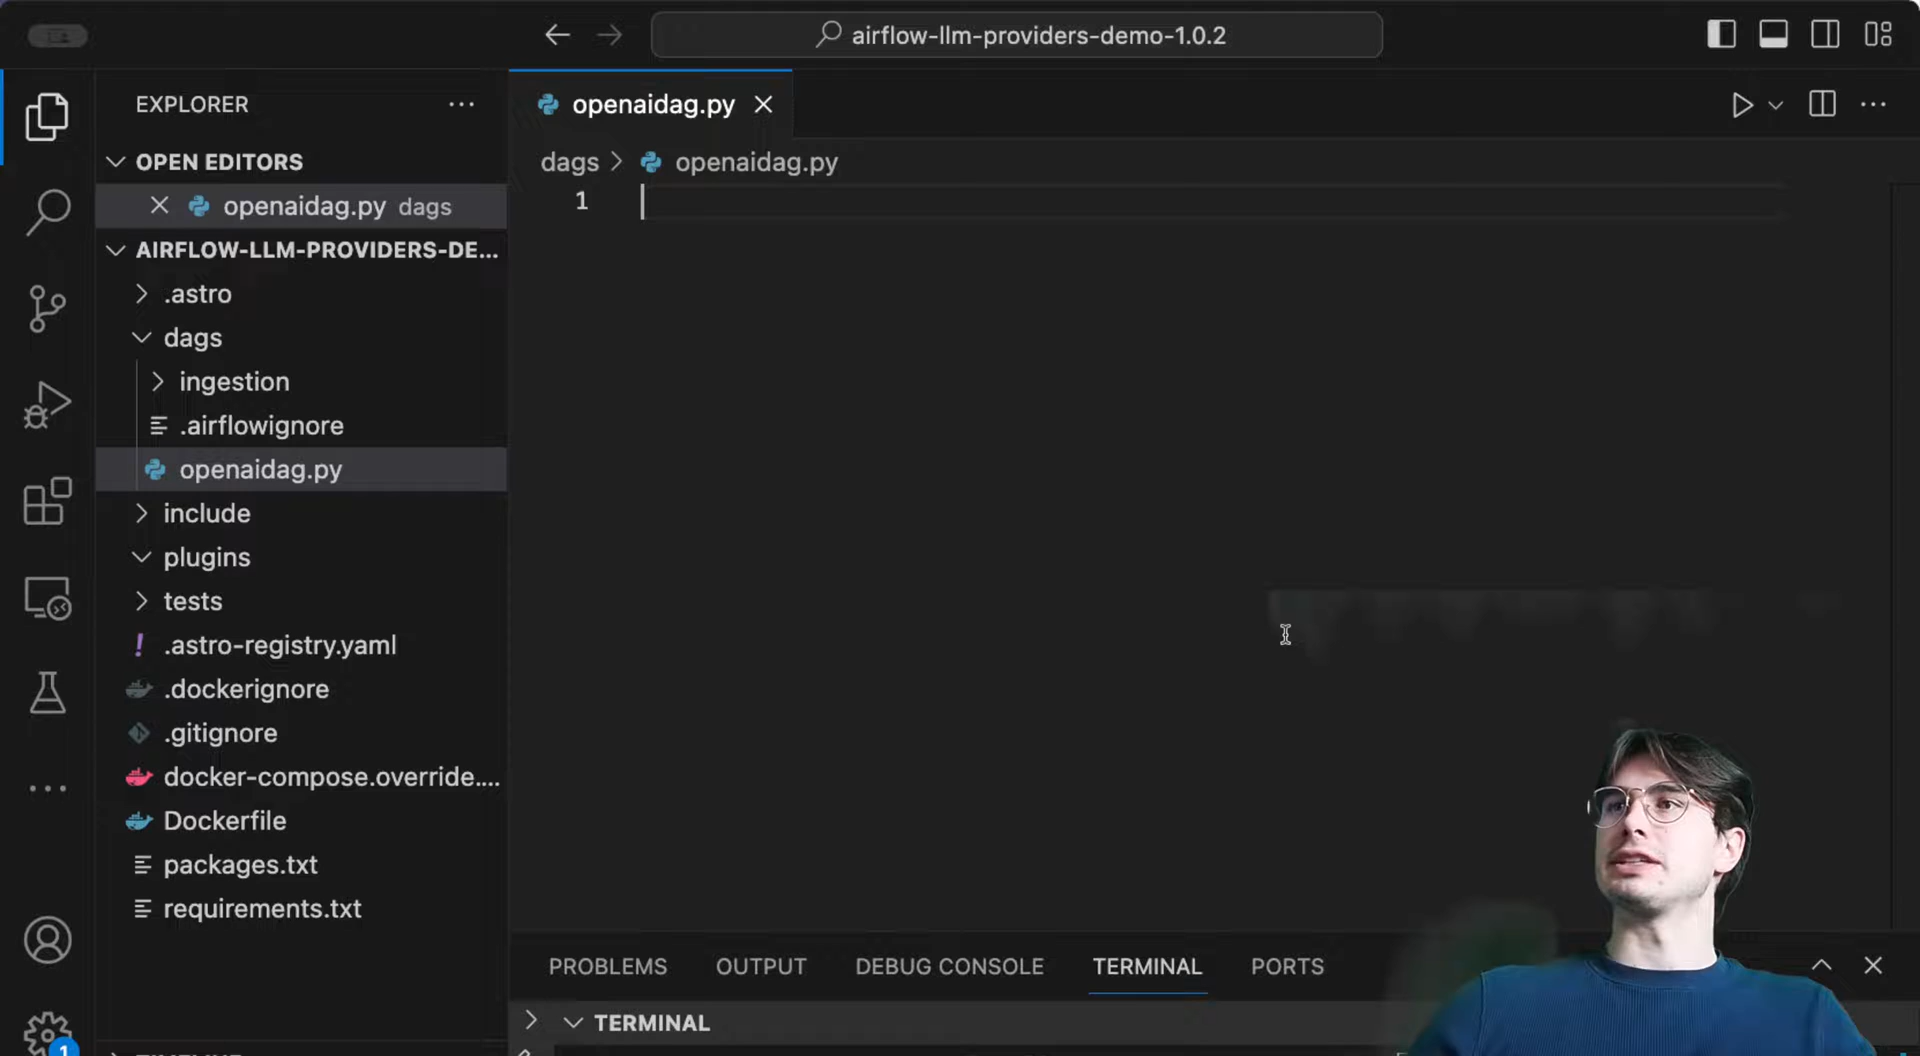 airflow-llm-providers-demo-1.0.2
EXPLORER
openaidag.py
OPEN EDITORS
dags > openaidag.py
openaidag.py dags
1
AIRFLOW-LLM-PROVIDERS-DE...
.astro
dags
ingestion
.airflowignore
openaidag.py
include
plugins
tests
.astro-registry.yaml
.dockerignore
.gitignore
docker-compose.override....
Dockerfile
packages.txt
requirements.txt
PROBLEMS OUTPUT DEBUG CONSOLE TERMINAL PORTS
TERMINAL
1